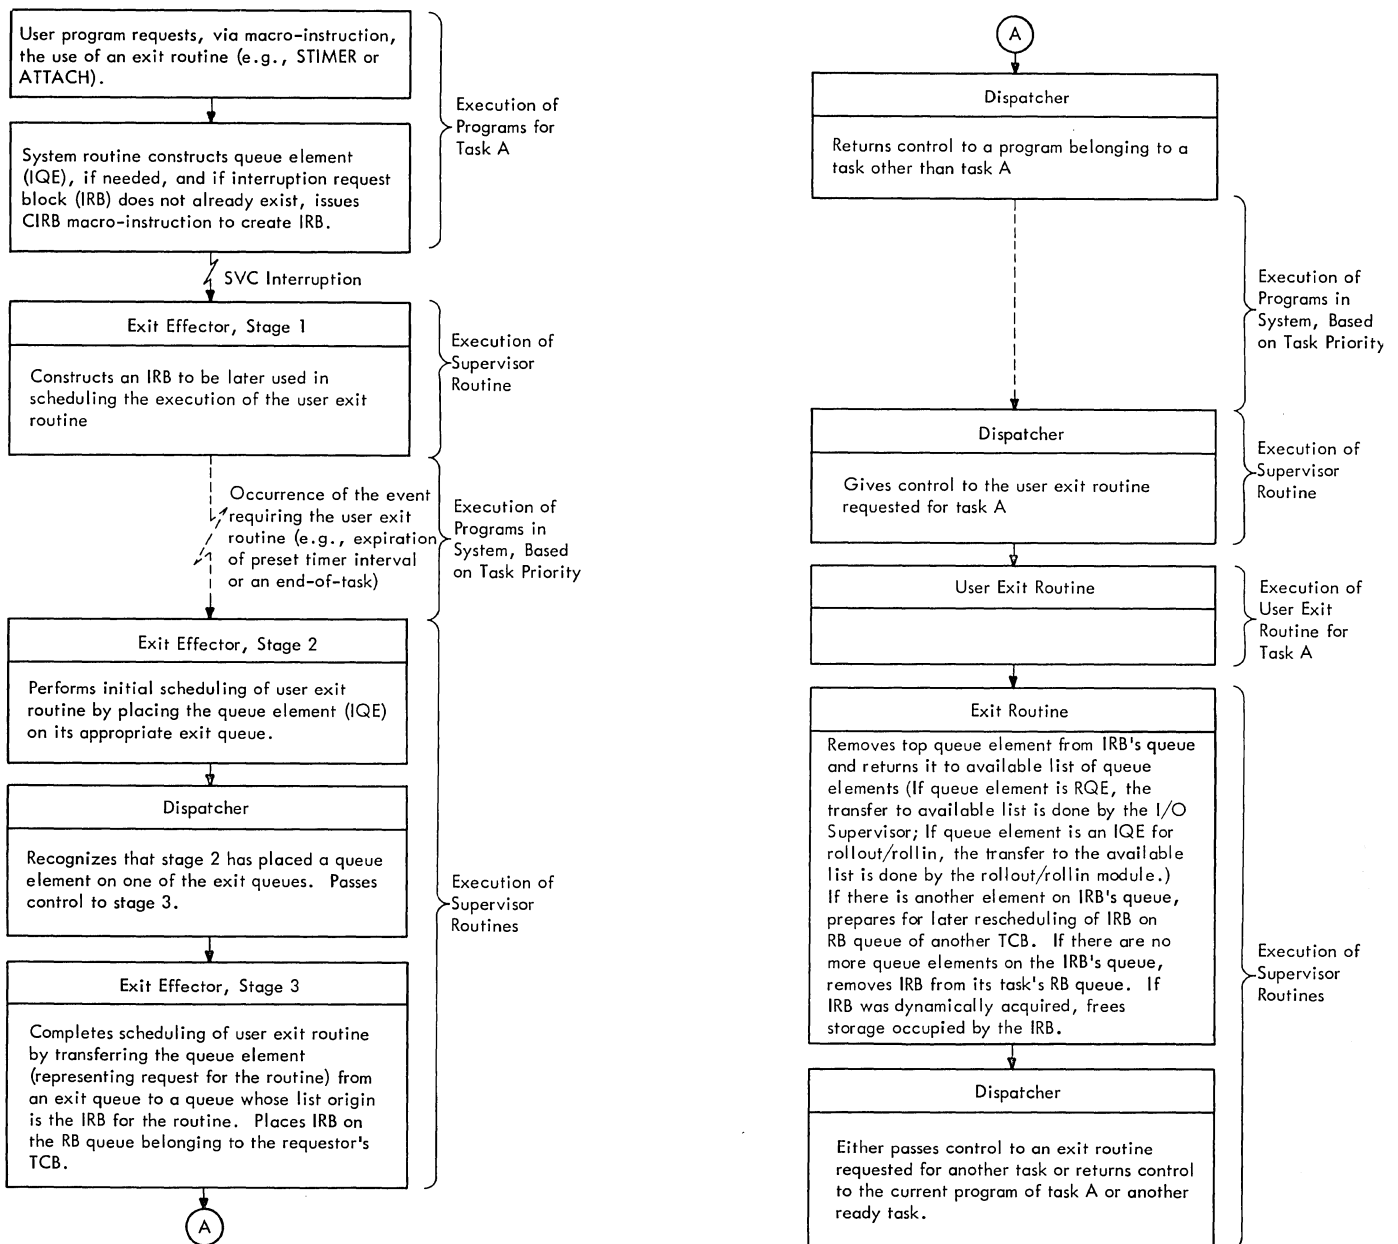 User program requests, via macro-instruction,
the use of an exit routine (e.g., STIMER or
ATTACH).
Execution of
Programs for
Task A
System routine constructs queue element
(IQE), if needed, and if interruption request
block (IRB) does not already exist, issues
CIRB macro-instruction to create IRB.
SVC Interruption
Exit Effector, Stage 1
Constructs an IRB to be later used in
scheduling the execution of the user exit
routine
Execution of
Supervisor
Routine
Occurrence of the event
requiring the user exit
routine (e.g., expiration
of preset timer interval
or an end-of-task)
Execution of
Programs in
System, Based
on Task Priority
Exit Effector, Stage 2
Performs initial scheduling of user exit
routine by placing the queue element (IQE)
on its appropriate exit queue.
Dispatcher
Recognizes that stage 2 has placed a queue
element on one of the exit queues. Passes
control to stage 3.
Execution of
Supervisor
Routines
Exit Effector, Stage 3
Completes scheduling of user exit routine
by transferring the queue element
(representing request for the routine) from
an exit queue to a queue whose list origin
is the IRB for the routine. Places IRB on
the RB queue belonging to the requestor's
TCB.
A
A
Dispatcher
Returns control to a program belonging to a
task other than task A
Execution of
Programs in
System, Based
on Task Priority
Dispatcher
Gives control to the user exit routine
requested for task A
Execution of
Supervisor
Routine
User Exit Routine
Execution of
User Exit
Routine for
Task A
Exit Routine
Removes top queue element from IRB's queue
and returns it to available list of queue
elements (If queue element is RQE, the
transfer to available list is done by the I/O
Supervisor; If queue element is an IQE for
rollout/rollin, the transfer to the available
list is done by the rollout/rollin module.)
If there is another element on IRB's queue,
prepares for later rescheduling of IRB on
RB queue of another TCB. If there are no
more queue elements on the IRB's queue,
removes IRB from its task's RB queue. If
IRB was dynamically acquired, frees
storage occupied by the IRB.
Execution of
Supervisor
Routines
Dispatcher
Either passes control to an exit routine
requested for another task or returns control
to the current program of task A or another
ready task.